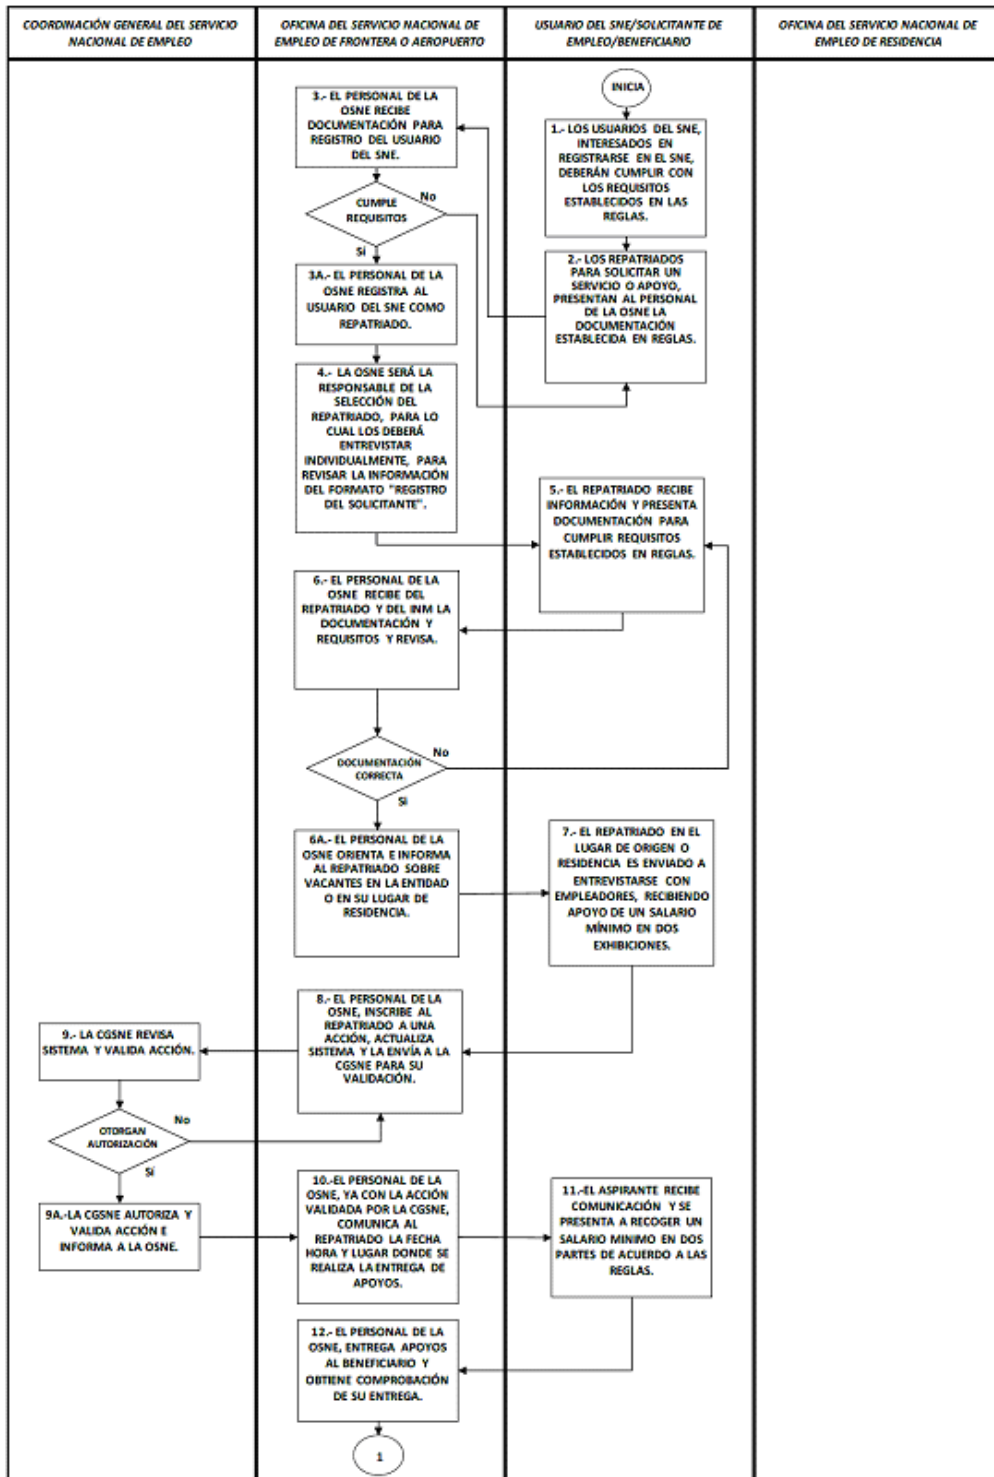 COORDINACIÓN GENERAL DEL SERVICIO
NACIONAL DE EMPLEO
OFICINA DEL SERVICIO NACIONAL DE
EMPLEO DE FRONTERA O AEROPUERTO
USUARIO DEL SNE/SOLICITANTE DE
EMPLEO/BENEFICIARIO
OFICINA DEL SERVICIO NACIONAL DE
EMPLEO DE RESIDENCIA
INICIA
1.- LOS USUARIOS DEL SNE,
INTERESADOS EN
REGISTRARSE EN EL SNE,
DEBERÁN CUMPLIR CON
LOS REQUISITOS
ESTABLECIDOS EN LAS
REGLAS.
2.- LOS REPATRIADOS
PARA SOLICITAR UN
SERVICIO O APOYO,
PRESENTAN AL PERSONAL
DE LA OSNE LA
DOCUMENTACIÓN
ESTABLECIDA EN REGLAS.
3.- EL PERSONAL DE LA
OSNE RECIBE
DOCUMENTACIÓN PARA
REGISTRO DEL USUARIO
DEL SNE.
CUMPLE
REQUISITOS
No
Sí
3A.- EL PERSONAL DE LA
OSNE REGISTRA AL
USUARIO DEL SNE COMO
REPATRIADO.
4.- LA OSNE SERÁ LA
RESPONSABLE DE LA
SELECCIÓN DEL
REPATRIADO, PARA LO
CUAL LOS DEBERÁ
ENTREVISTAR
INDIVIDUALMENTE, PARA
REVISAR LA INFORMACIÓN
DEL FORMATO "REGISTRO
DEL SOLICITANTE".
5.- EL REPATRIADO RECIBE
INFORMACIÓN Y PRESENTA
DOCUMENTACIÓN PARA
CUMPLIR REQUISITOS
ESTABLECIDOS EN REGLAS.
6.- EL PERSONAL DE LA
OSNE RECIBE DEL
REPATRIADO Y DEL INM LA
DOCUMENTACIÓN Y
REQUISITOS Y REVISA.
DOCUMENTACIÓN
CORRECTA
No
Si
6A.- EL PERSONAL DE LA
OSNE ORIENTA E INFORMA
AL REPATRIADO SOBRE
VACANTES EN LA ENTIDAD
O EN SU LUGAR DE
RESIDENCIA.
7.- EL REPATRIADO EN EL
LUGAR DE ORIGEN O
RESIDENCIA ES ENVIADO A
ENTREVISTARSE CON
EMPLEADORES, RECIBIENDO
APOYO DE UN SALARIO
MÍNIMO EN DOS
EXHIBICIONES.
8.- EL PERSONAL DE LA
OSNE, INSCRIBE AL
REPATRIADO A UNA
ACCIÓN, ACTUALIZA
SISTEMA Y LA ENVÍA A LA
CGSNE PARA SU
VALIDACIÓN.
9.- LA CGSNE REVISA
SISTEMA Y VALIDA ACCIÓN.
OTORGAN
AUTORIZACIÓN
No
Sí
9A.-LA CGSNE AUTORIZA Y
VALIDA ACCIÓN E
INFORMA A LA OSNE.
10.-EL PERSONAL DE LA
OSNE, YA CON LA ACCIÓN
VALIDADA POR LA CGSNE,
COMUNICA AL
REPATRIADO LA FECHA
HORA Y LUGAR DONDE SE
REALIZA LA ENTREGA DE
APOYOS.
11.-EL ASPIRANTE RECIBE
COMUNICACIÓN Y SE
PRESENTA A RECOGER UN
SALARIO MINIMO EN DOS
PARTES DE ACUERDO A LAS
REGLAS.
12.- EL PERSONAL DE LA
OSNE, ENTREGA APOYOS
AL BENEFICIARIO Y
OBTIENE COMPROBACIÓN
DE SU ENTREGA.
1